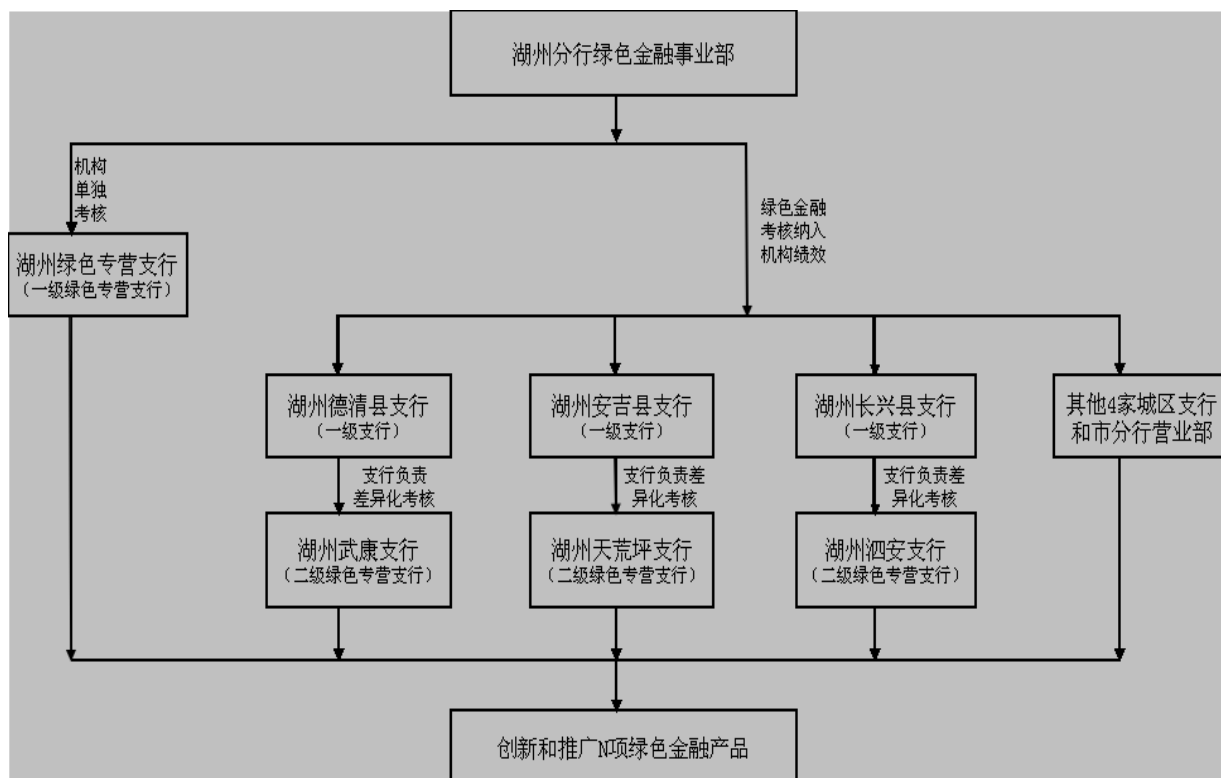 湖州分行绿色金融事业部
机构
单独
考核
绿色金融
考核纳入
机构绩效
湖州绿色专营支行
（一级绿色专营支行）
湖州德清县支行
（一级支行）
湖州安吉县支行
（一级支行）
湖州长兴县支行
（一级支行）
其他4家城区支行
和市分行营业部
支行负责
差异化考核
支行负责差
异化考核
支行负责差
异化考核
湖州武康支行
（二级绿色专营支行）
湖州天荒坪支行
（二级绿色专营支行）
湖州泗安支行
（二级绿色专营支行）
创新和推广N项绿色金融产品